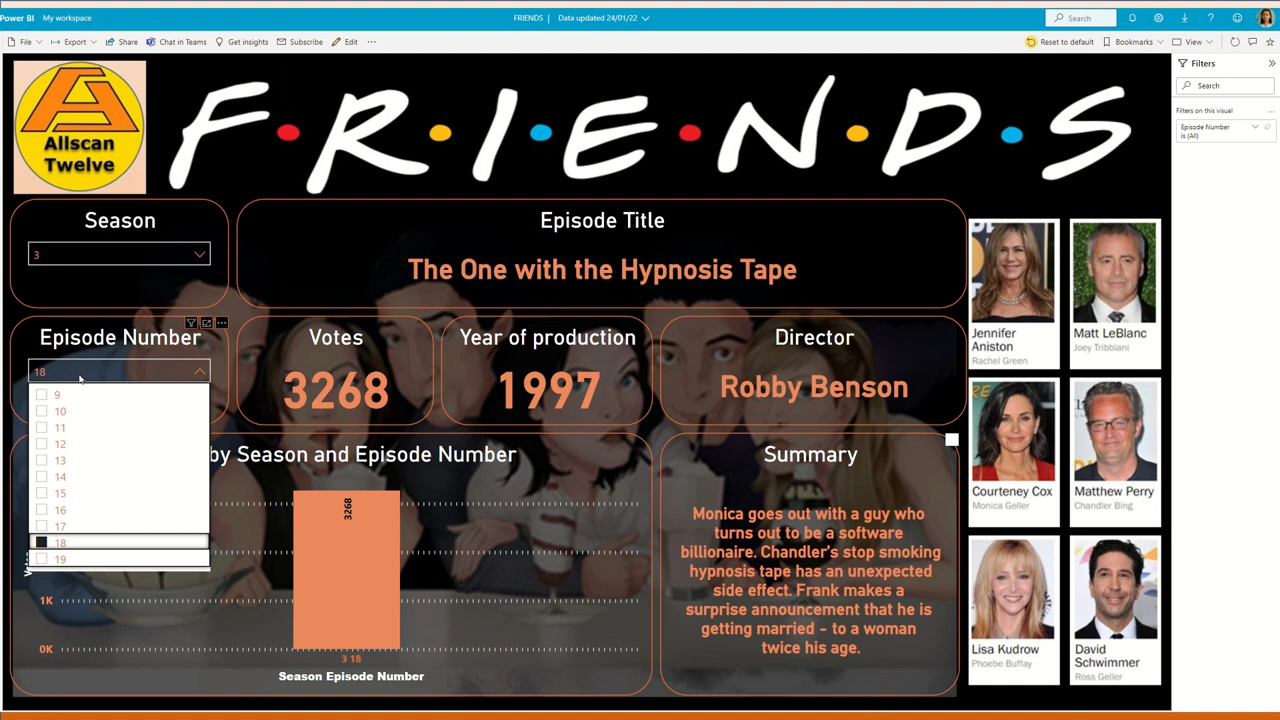 Power BI My workspace
FRIENDS | Data updated 24/01/22
Search
File Export Share Chat in Teams Get insights Subscribe Edit ...
Reset to default Bookmarks View
Filters
Search
Filters on this visual
Episode Number
is (All)
Allscan
Twelve
F R I E N D S
Season
3
Episode Title
The One with the Hypnosis Tape
Episode Number
18
9
10
11
12
13
14
15
16
17
18
19
Votes
3268
Year of production
1997
Director
Robby Benson
by Season and Episode Number
3268
1K
0K
3 18
Season Episode Number
Summary
Monica goes out with a guy who
turns out to be a software
billionaire. Chandler's stop smoking
hypnosis tape has an unexpected
side effect. Frank makes a
surprise announcement that he is
getting married - to a woman
twice his age.
Jennifer
Aniston
Rachel Green
Matt LeBlanc
Joey Tribbiani
Courteney Cox
Monica Geller
Matthew Perry
Chandler Bing
Lisa Kudrow
Phoebe Buffay
David
Schwimmer
Ross Geller